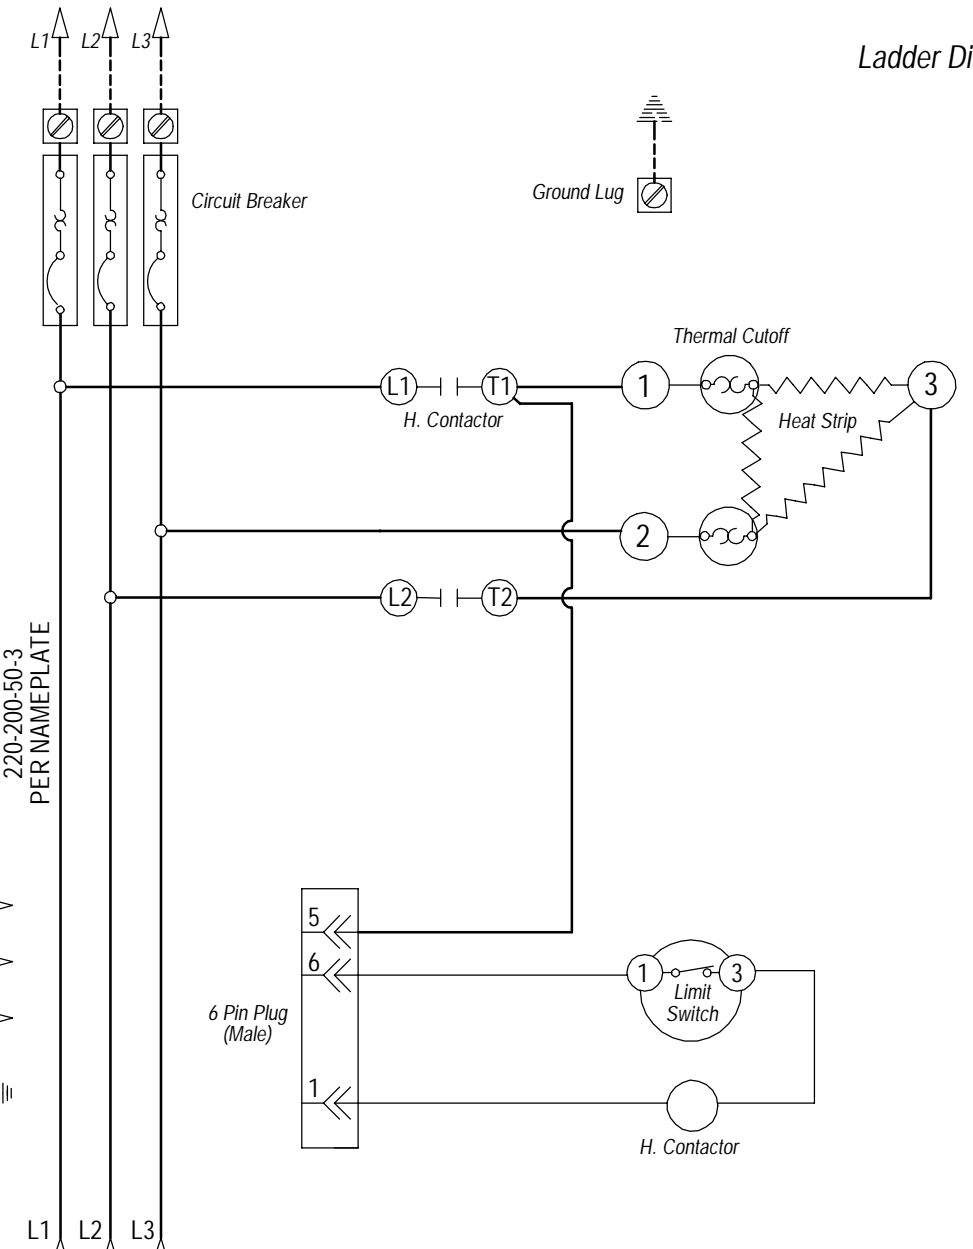 L1 L2 L3
Ladder Di
Circuit Breaker
Ground Lug
Thermal Cutoff
L1 T1 1 3
H. Contactor
Heat Strip
2
L2 T2
220-200-50-3
PER NAMEPLATE
5
6
1 3
Limit
Switch
6 Pin Plug
(Male)
1
H. Contactor
L1 L2 L3